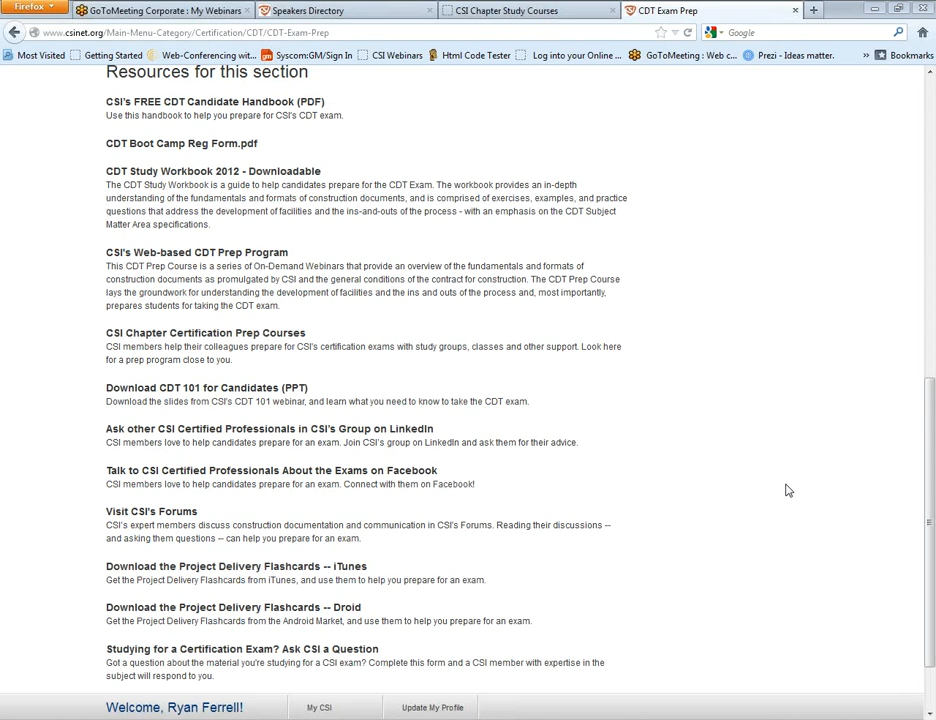 Firefox
GoToMeeting Corporate : My Webinars
Speakers Directory
CSI Chapter Study Courses
CDT Exam Prep
www.csinet.org/Main-Menu-Category/Certification/CDT/CDT-Exam-Prep
Google
Most Visited
Getting Started
Web-Conferencing wit...
Syscom:GM/Sign In
CSI Webinars
Html Code Tester
Log into your Online ...
GoToMeeting : Web c...
Prezi - Ideas matter.
»
Bookmarks
Resources for this section
CSI's FREE CDT Candidate Handbook (PDF)
Use this handbook to help you prepare for CSI's CDT exam.
CDT Boot Camp Reg Form.pdf
CDT Study Workbook 2012 - Downloadable
The CDT Study Workbook is a guide to help candidates prepare for the CDT Exam. The workbook provides an in-depth
understanding of the fundamentals and formats of construction documents, and is comprised of exercises, examples, and practice
questions that address the development of facilities and the ins-and-outs of the process - with an emphasis on the CDT Subject
Matter Area specifications.
CSI's Web-based CDT Prep Program
This CDT Prep Course is a series of On-Demand Webinars that provide an overview of the fundamentals and formats of
construction documents as promulgated by CSI and the general conditions of the contract for construction. The CDT Prep Course
lays the groundwork for understanding the development of facilities and the ins and outs of the process and, most importantly,
prepares students for taking the CDT exam.
CSI Chapter Certification Prep Courses
CSI members help their colleagues prepare for CSI's certification exams with study groups, classes and other support. Look here
for a prep program close to you.
Download CDT 101 for Candidates (PPT)
Download the slides from CSI's CDT 101 webinar, and learn what you need to know to take the CDT exam.
Ask other CSI Certified Professionals in CSI's Group on LinkedIn
CSI members love to help candidates prepare for an exam. Join CSI's group on LinkedIn and ask them for their advice.
Talk to CSI Certified Professionals About the Exams on Facebook
CSI members love to help candidates prepare for an exam. Connect with them on Facebook!
Visit CSI's Forums
CSI's expert members discuss construction documentation and communication in CSI's Forums. Reading their discussions --
and asking them questions -- can help you prepare for an exam.
Download the Project Delivery Flashcards -- iTunes
Get the Project Delivery Flashcards from iTunes, and use them to help you prepare for an exam.
Download the Project Delivery Flashcards -- Droid
Get the Project Delivery Flashcards from the Android Market, and use them to help you prepare for an exam.
Studying for a Certification Exam? Ask CSI a Question
Got a question about the material you're studying for a CSI exam? Complete this form and a CSI member with expertise in the
subject will respond to you.
Welcome, Ryan Ferrell!
My CSI
Update My Profile